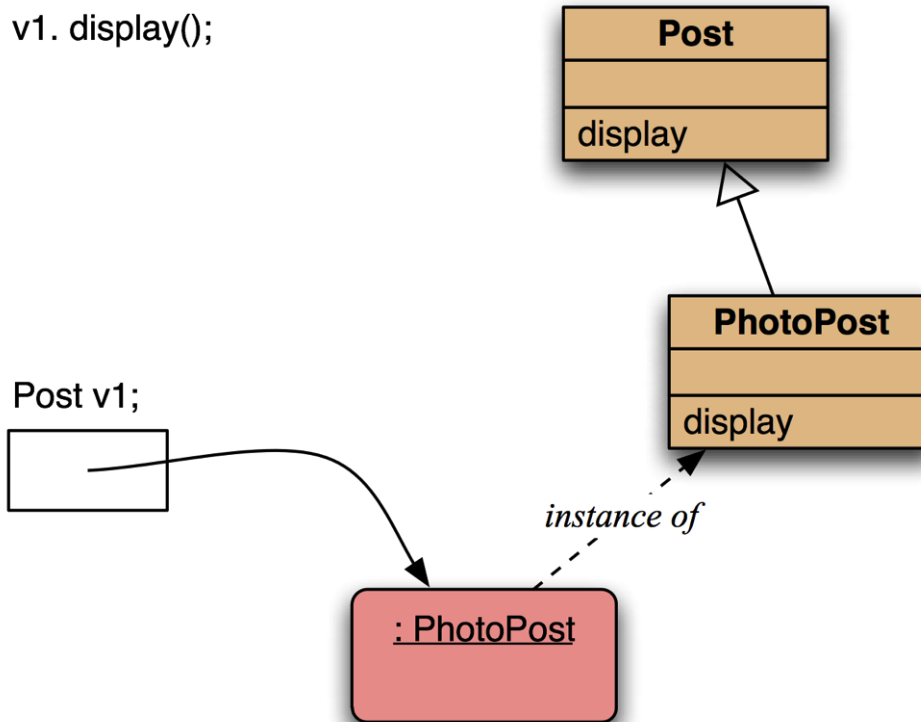 v1. display();
Post
display
PhotoPost
display
Post v1;
instance of
: PhotoPost